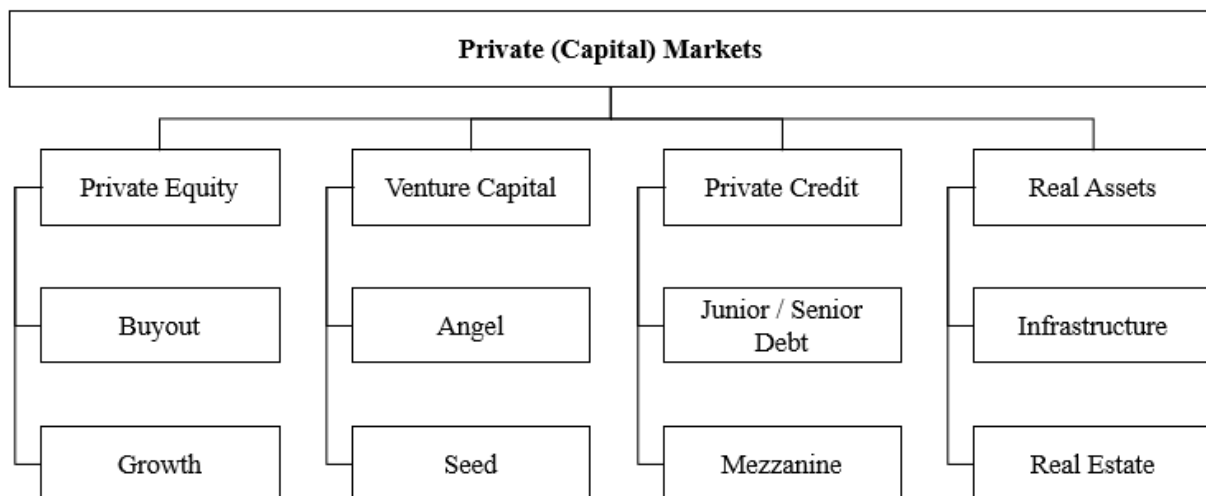 Private (Capital) Markets
Private Equity
Venture Capital
Private Credit
Real Assets
Buyout
Angel
Junior / Senior
Debt
Infrastructure
Growth
Seed
Mezzanine
Real Estate